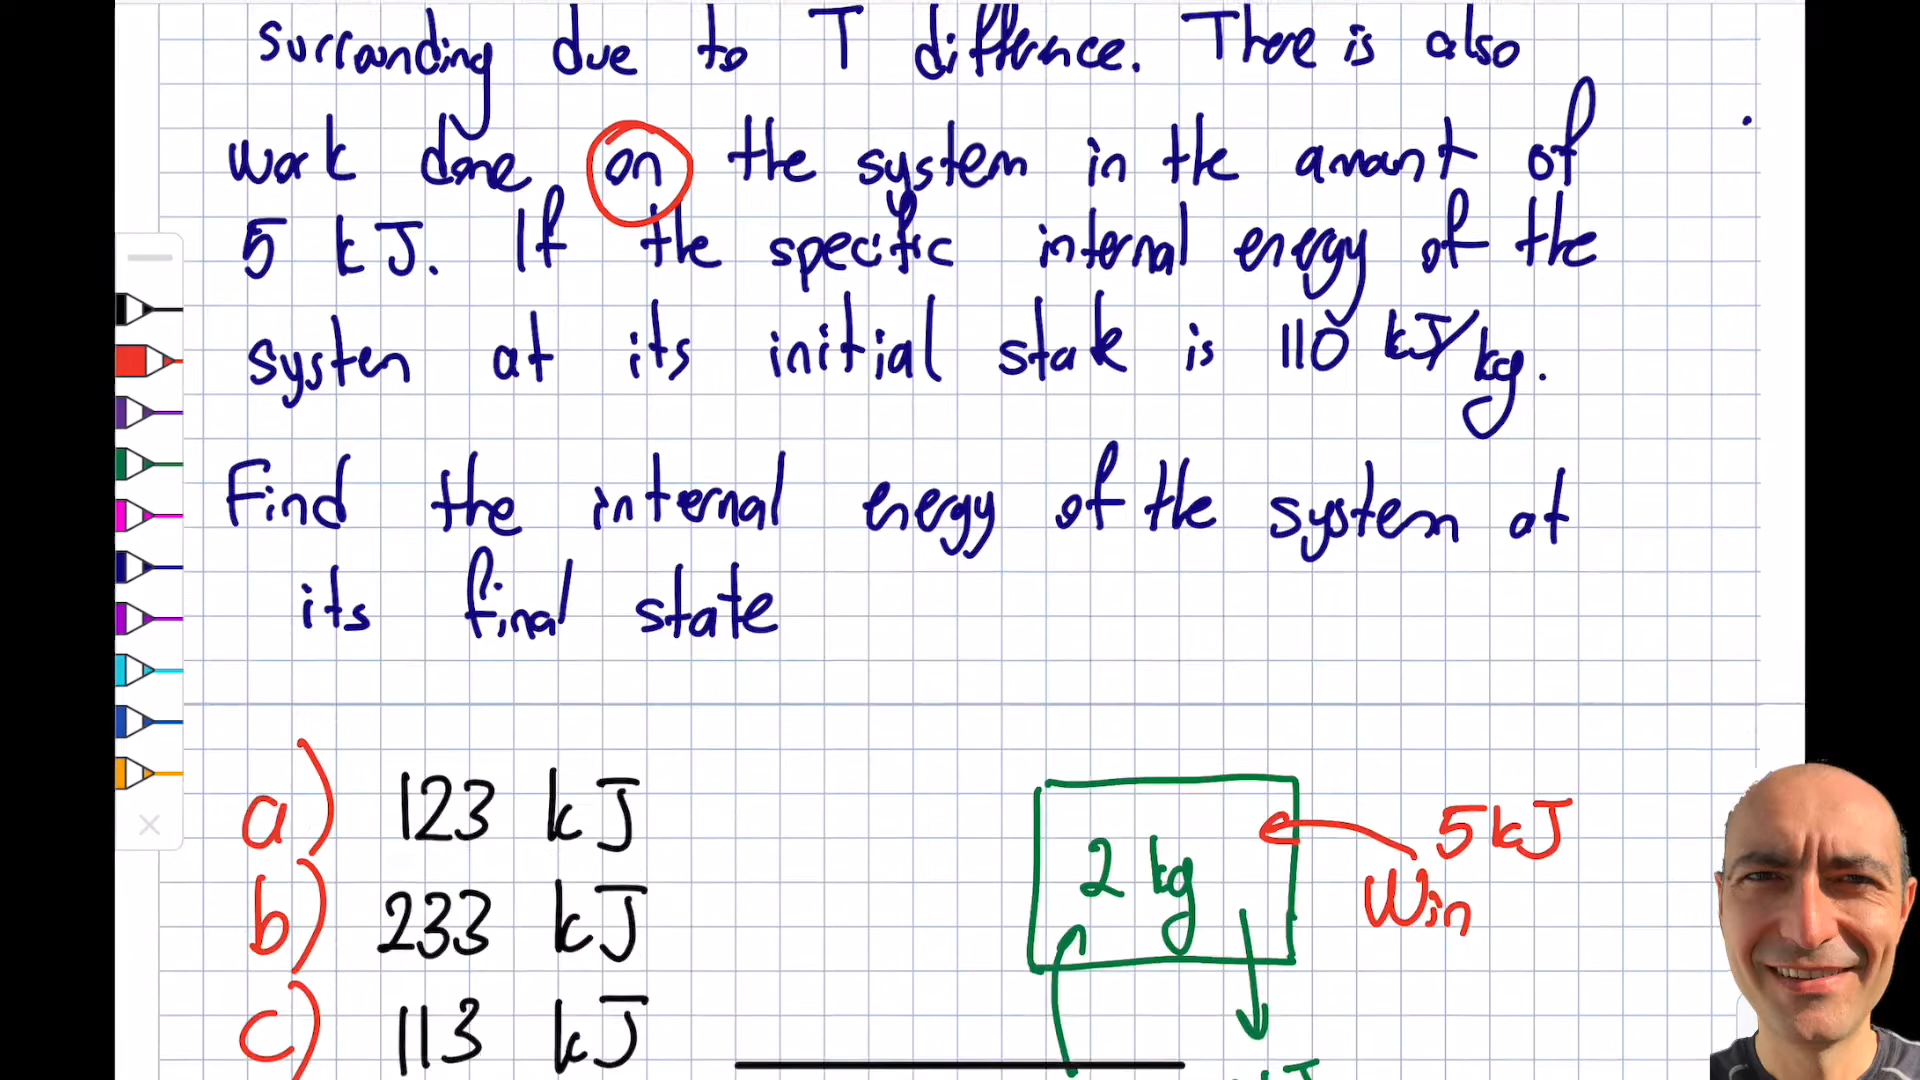 surrounding due to T difference. There is also
work done on the system in the amount of
5 kJ. If the specific internal energy of the
system at its initial state is 110 kJ/kg.
Find the internal energy of the system at
its final state
a) 123 kJ
b) 233 kJ
c) 113 kJ
2 kg
5 kJ
Win